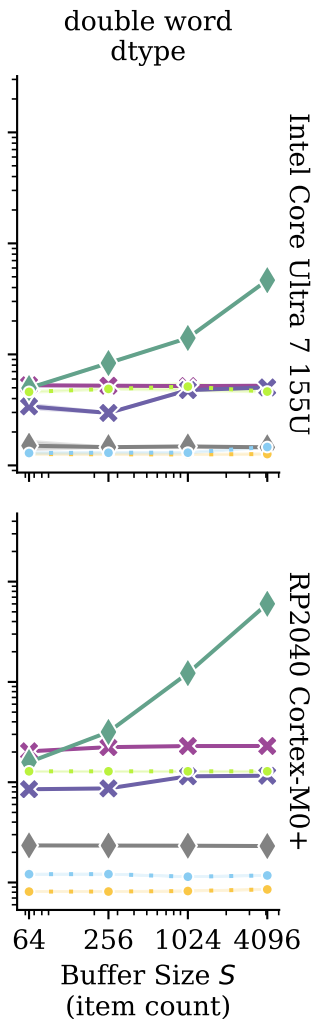 double word
dtype
Intel Core Ultra 7 155U
RP2040 Cortex-M0+
64 256 1024 4096
Buffer Size S
(item count)